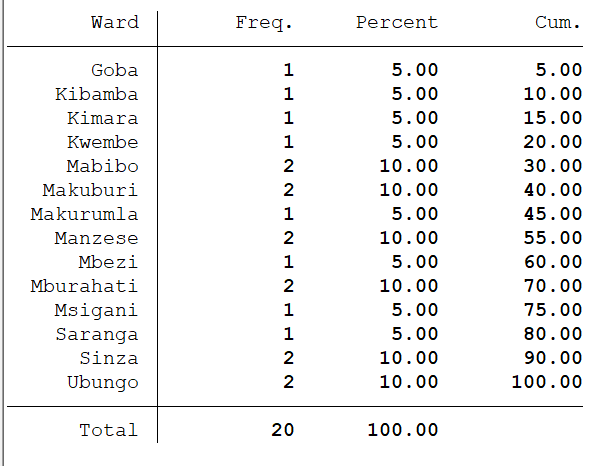 Ward Freq. Percent Cum.
Goba 1 5.00 5.00
Kibamba 1 5.00 10.00
Kimara 1 5.00 15.00
Kwembe 1 5.00 20.00
Mabibo 2 10.00 30.00
Makuburi 2 10.00 40.00
Makurumla 1 5.00 45.00
Manzese 2 10.00 55.00
Mbezi 1 5.00 60.00
Mburahati 2 10.00 70.00
Msigani 1 5.00 75.00
Saranga 1 5.00 80.00
Sinza 2 10.00 90.00
Ubungo 2 10.00 100.00
Total 20 100.00